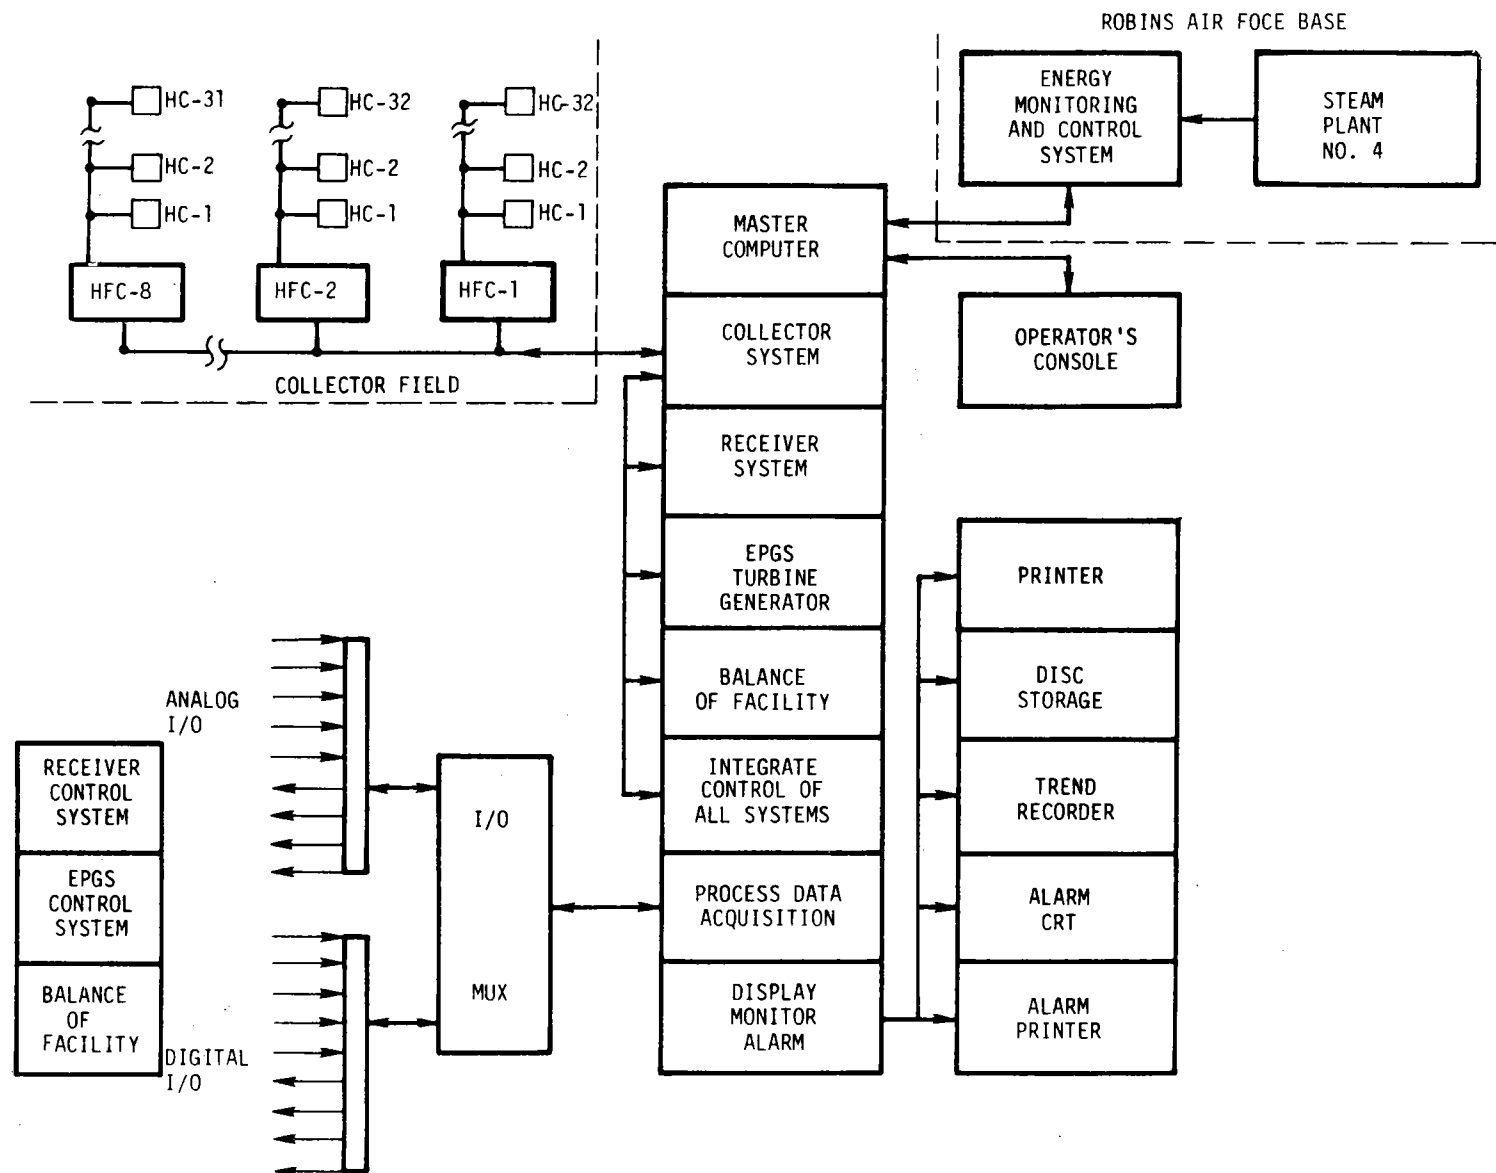 ROBINS AIR FOCE BASE
ENERGY
MONITORING
AND CONTROL
SYSTEM
STEAM
PLANT
NO. 4
HC-31
HC-2
HC-1
HFC-8
HC-32
HC-2
HC-1
HFC-2
HC-32
HC-2
HC-1
HFC-1
COLLECTOR FIELD
MASTER
COMPUTER
COLLECTOR
SYSTEM
RECEIVER
SYSTEM
EPGS
TURBINE
GENERATOR
BALANCE
OF FACILITY
INTEGRATE
CONTROL OF
ALL SYSTEMS
PROCESS DATA
ACQUISITION
DISPLAY
MONITOR
ALARM
OPERATOR'S
CONSOLE
PRINTER
DISC
STORAGE
TREND
RECORDER
ALARM
CRT
ALARM
PRINTER
ANALOG
I/O
RECEIVER
CONTROL
SYSTEM
EPGS
CONTROL
SYSTEM
BALANCE
OF
FACILITY
DIGITAL
I/O
I/O
MUX